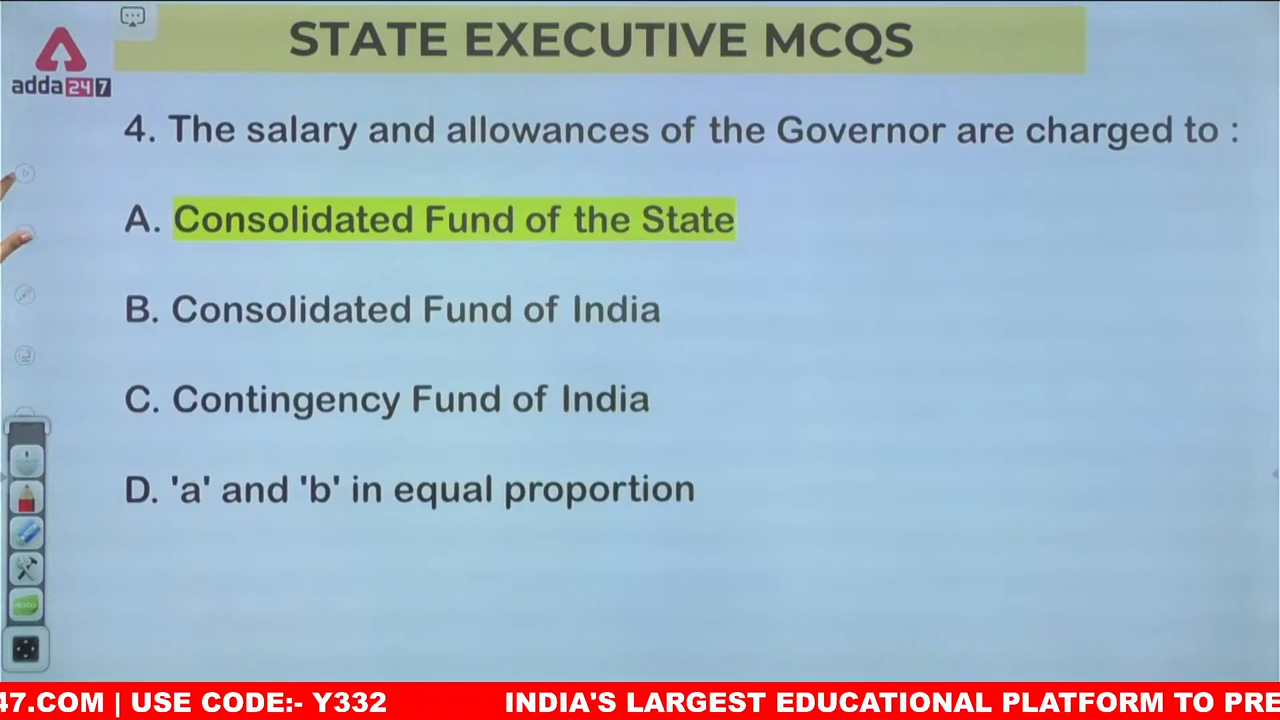 STATE EXECUTIVE MCQS
adda247
4. The salary and allowances of the Governor are charged to :
A. Consolidated Fund of the State
B. Consolidated Fund of India
C. Contingency Fund of India
D. 'a' and 'b' in equal proportion
Note
47.COM | USE CODE:- Y332 INDIA'S LARGEST EDUCATIONAL PLATFORM TO PRE